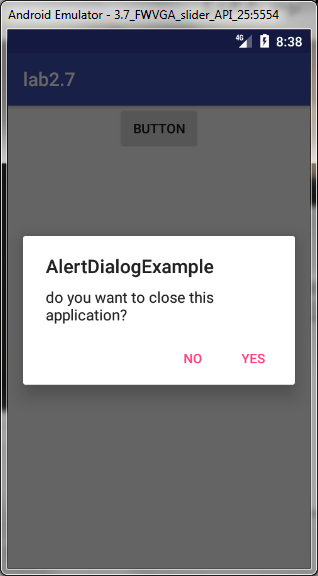 Android Emulator - 3.7_FWVGA_slider_API_25:5554
4G 8:38
lab2.7
BUTTON
AlertDialogExample
do you want to close this
application?
NO YES